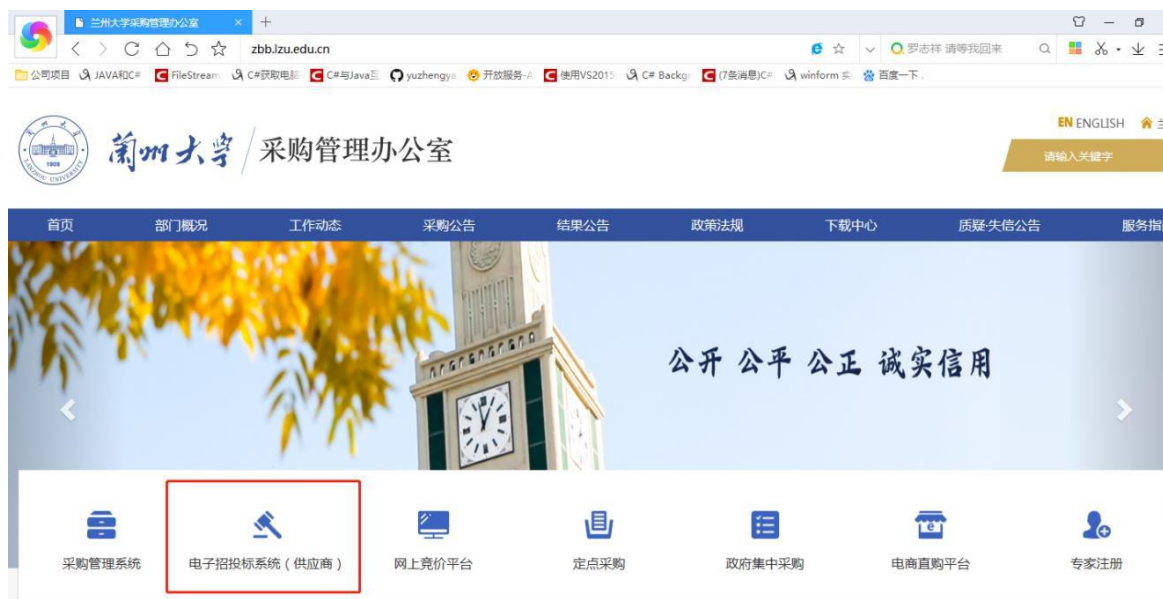 兰州大学采购管理办公室
zbb.lzu.edu.cn
罗志祥 请等我回来
公司项目 JAVA和C# FileStream C#获取电脑 C#与Java互 yuzhengya 开放服务-A 使用VS2015 C# Backgr (7条消息)C# winform 实 百度一下，
LANZHOU UNIVERSITY
1909
兰州大学 采购管理办公室
EN ENGLISH
请输入关键字
首页 部门概况 工作动态 采购公告 结果公告 政策法规 下载中心 质疑·失信公告 服务指
公开 公平 公正 诚实信用
采购管理系统 电子招投标系统（供应商） 网上竞价平台 定点采购 政府集中采购 电商直购平台 专家注册